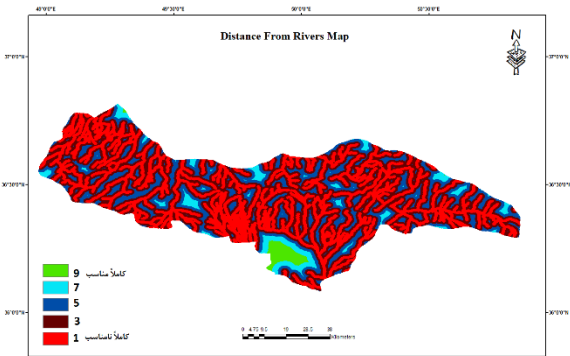 49°0'0"E 49°30'0"E 50°0'0"E 50°30'0"E
Distance From Rivers Map
N
37°0'0"N 37°0'0"N
36°30'0"N 36°30'0"N
9 کاملاً مناسب
7
5
3
1 کاملاً نامناسب
36°0'0"N 36°0'0"N
0 4.75 9.5 19 28.5 38
Kilometers